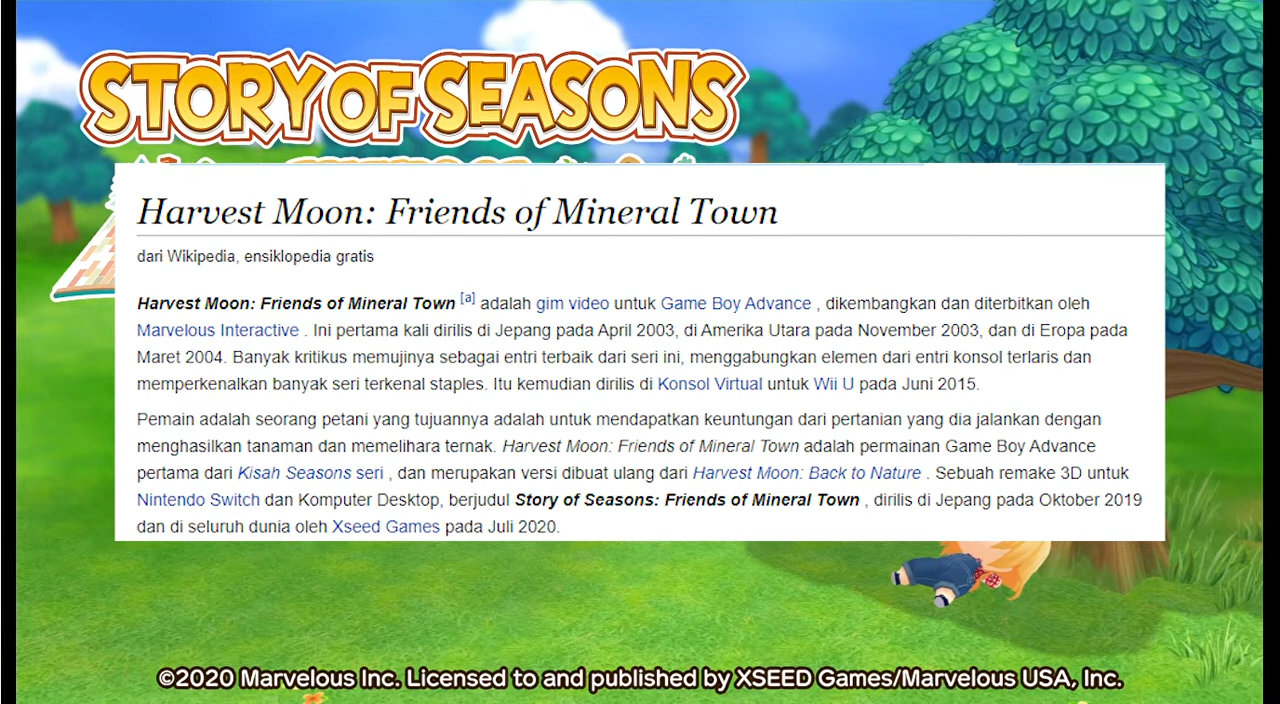 STORY OF SEASONS
Harvest Moon: Friends of Mineral Town
dari Wikipedia, ensiklopedia gratis
Harvest Moon: Friends of Mineral Town [a] adalah gim video untuk Game Boy Advance , dikembangkan dan diterbitkan oleh
Marvelous Interactive . Ini pertama kali dirilis di Jepang pada April 2003, di Amerika Utara pada November 2003, dan di Eropa pada
Maret 2004. Banyak kritikus memujinya sebagai entri terbaik dari seri ini, menggabungkan elemen dari entri konsol terlaris dan
memperkenalkan banyak seri terkenal staples. Itu kemudian dirilis di Konsol Virtual untuk Wii U pada Juni 2015.
Pemain adalah seorang petani yang tujuannya adalah untuk mendapatkan keuntungan dari pertanian yang dia jalankan dengan
menghasilkan tanaman dan memelihara ternak. Harvest Moon: Friends of Mineral Town adalah permainan Game Boy Advance
pertama dari Kisah Seasons seri , dan merupakan versi dibuat ulang dari Harvest Moon: Back to Nature . Sebuah remake 3D untuk
Nintendo Switch dan Komputer Desktop, berjudul Story of Seasons: Friends of Mineral Town , dirilis di Jepang pada Oktober 2019
dan di seluruh dunia oleh Xseed Games pada Juli 2020.
©2020 Marvelous Inc. Licensed to and published by XSEED Games/Marvelous USA, Inc.